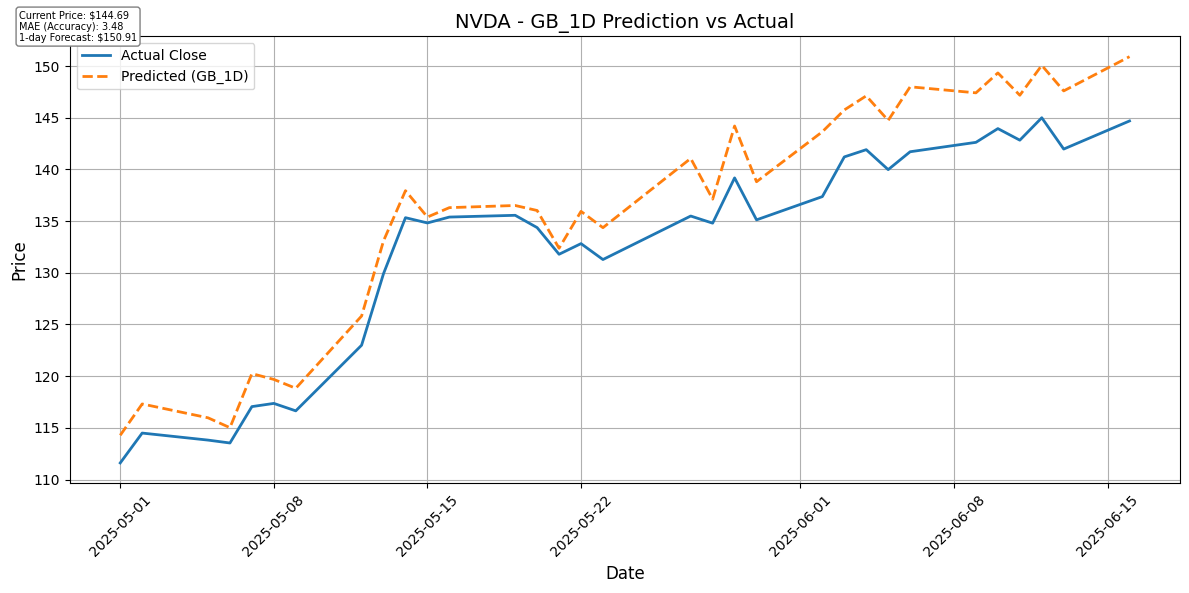 Current Price: $144.69
MAE (Accuracy): 3.48
1-day Forecast: $150.91
NVDA - GB_1D Prediction vs Actual
Actual Close
Predicted (GB_1D)
150
145
140
135
130
125
120
115
110
Price
2025-05-01
2025-05-08
2025-05-15
2025-05-22
2025-06-01
2025-06-08
2025-06-15
Date